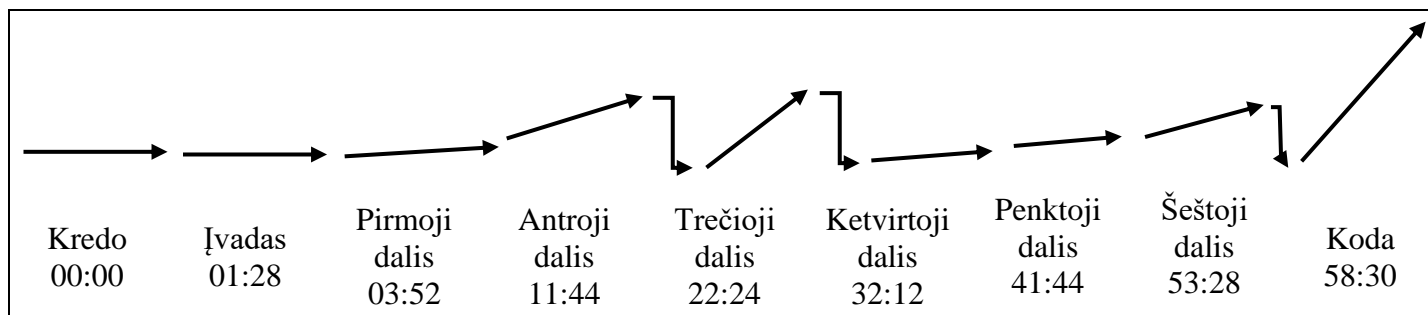 Kredo
00:00
Įvadas
01:28
Pirmoji
dalis
03:52
Antroji
dalis
11:44
Trečioji
dalis
22:24
Ketvirtoji
dalis
32:12
Penktoji
dalis
41:44
Šeštoji
dalis
53:28
Koda
58:30